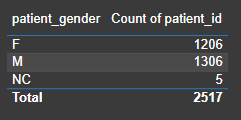 patient_gender Count of patient_id
F 1206
M 1306
NC 5
Total 2517